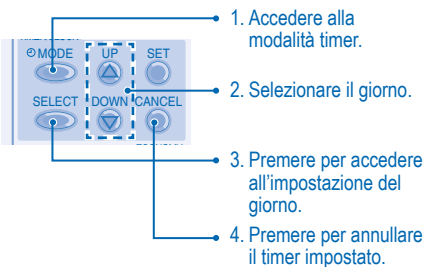 1. Accedere alla
modalità timer.
MODE UP SET
2. Selezionare il giorno.
SELECT DOWN CANCEL
3. Premere per accedere
all'impostazione del
giorno.
4. Premere per annullare
il timer impostato.